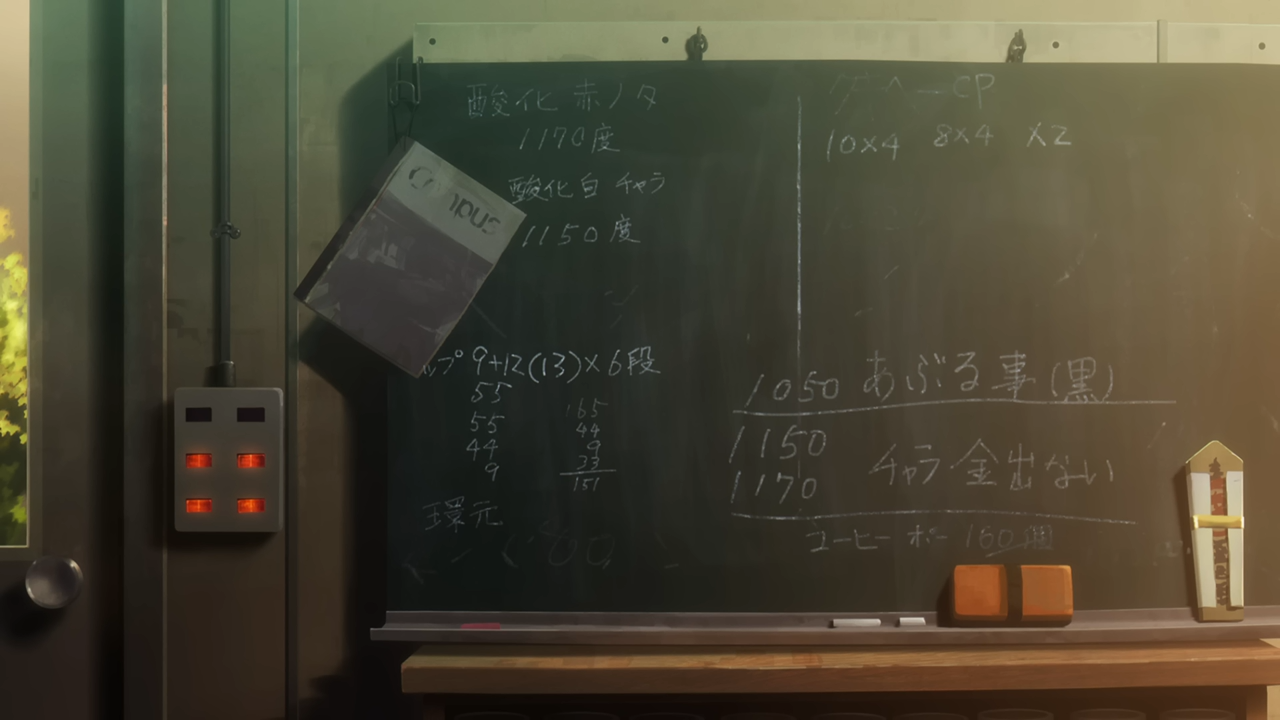 酸化 赤ノタ
1170度
酸化白 チャラ
1150度
Campus
プ 9+12(13)×6段
55
55
44
9
165
44
9
23
151
環元
CP
10×4 8×4 ×2
1050 あぶる事(黒)
1150
1170 チャラ 金出ない
コーヒー ポー 160個